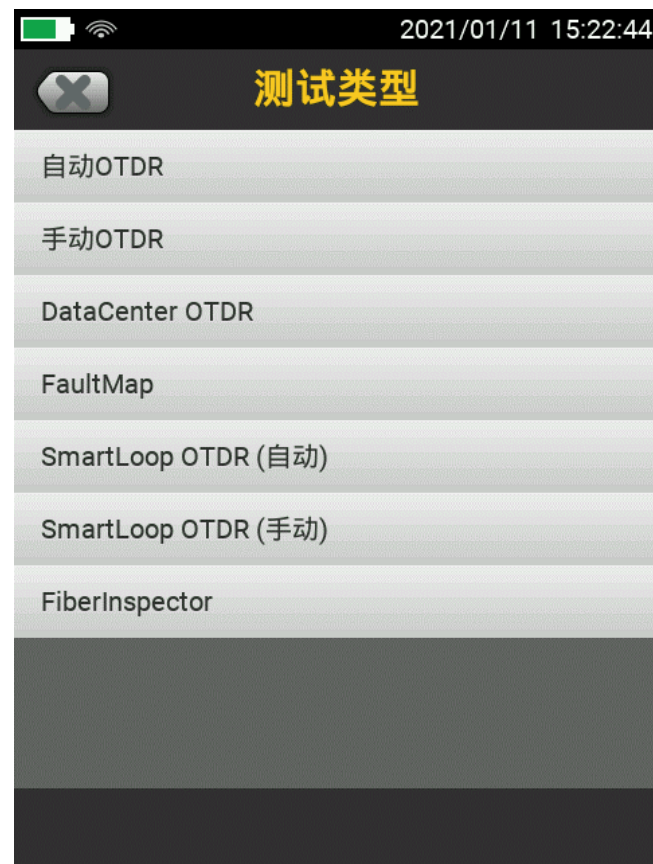 2021/01/11 15:22:44
测试类型
自动OTDR
手动OTDR
DataCenter OTDR
FaultMap
SmartLoop OTDR (自动)
SmartLoop OTDR (手动)
FiberInspector